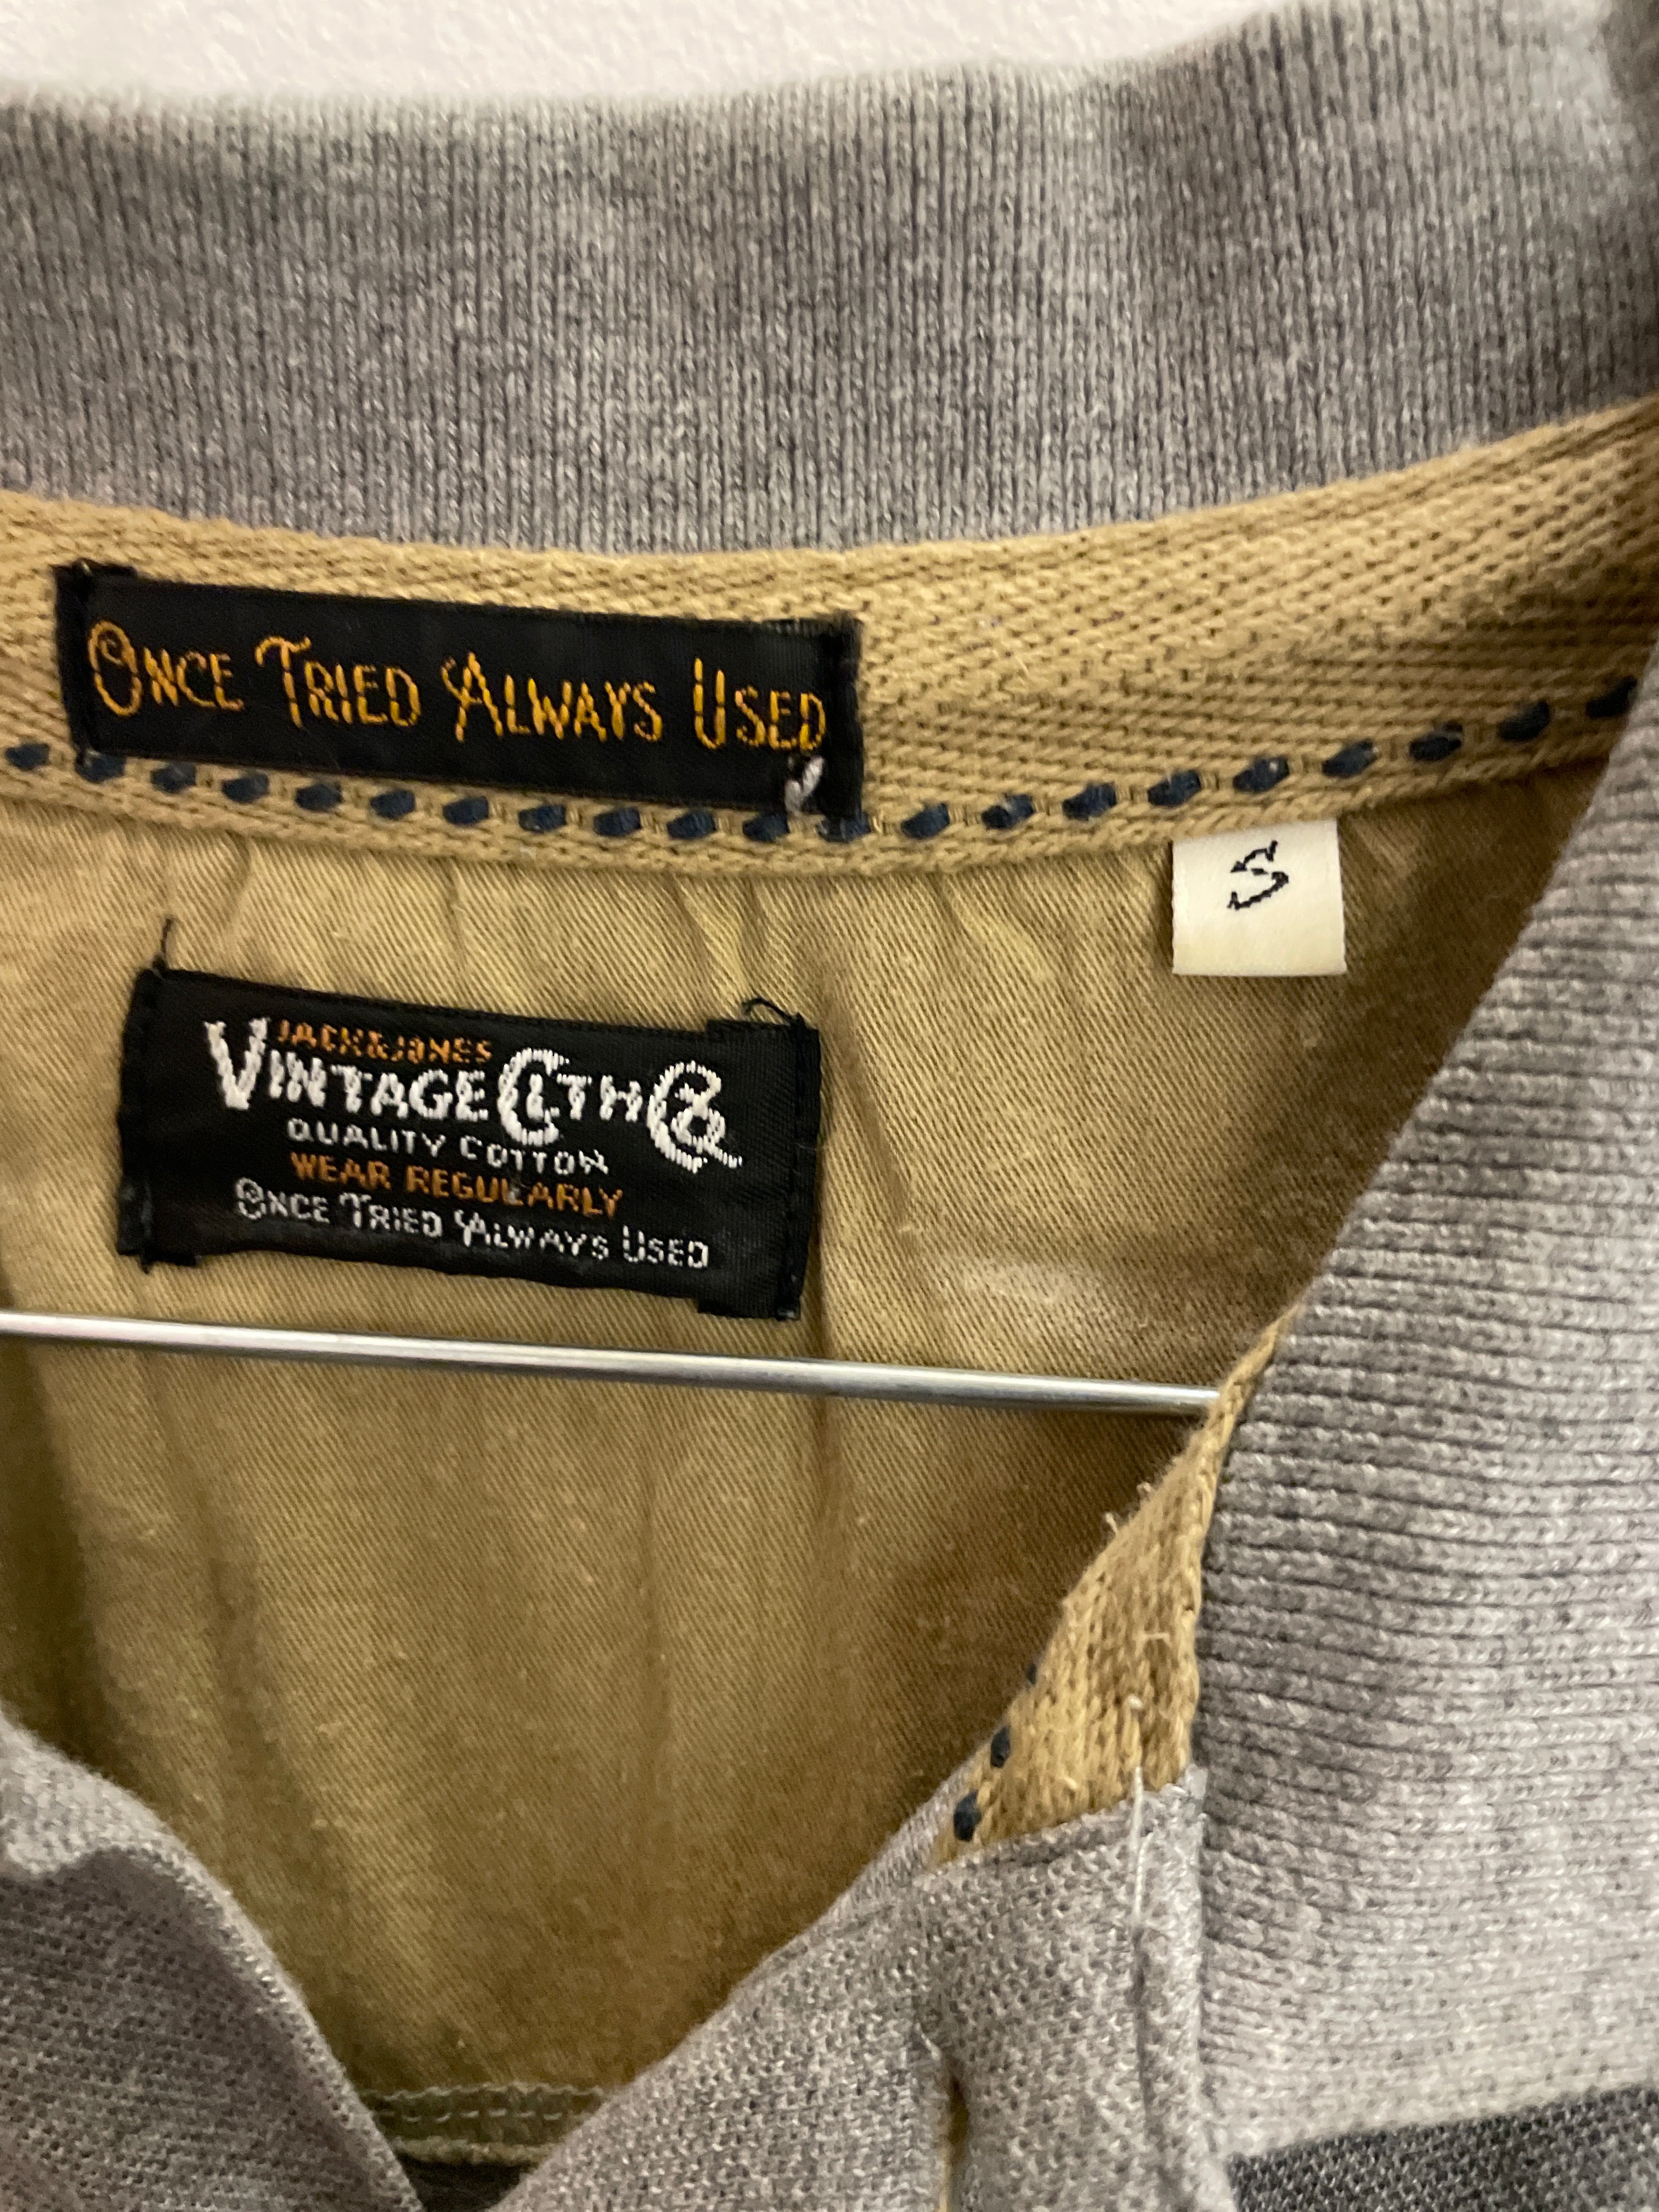 Once Tried Always Used
S
JACK&JONES
VINTAGE CLTH Co
QUALITY COTTON
WEAR REGULARLY
Once Tried Always Used